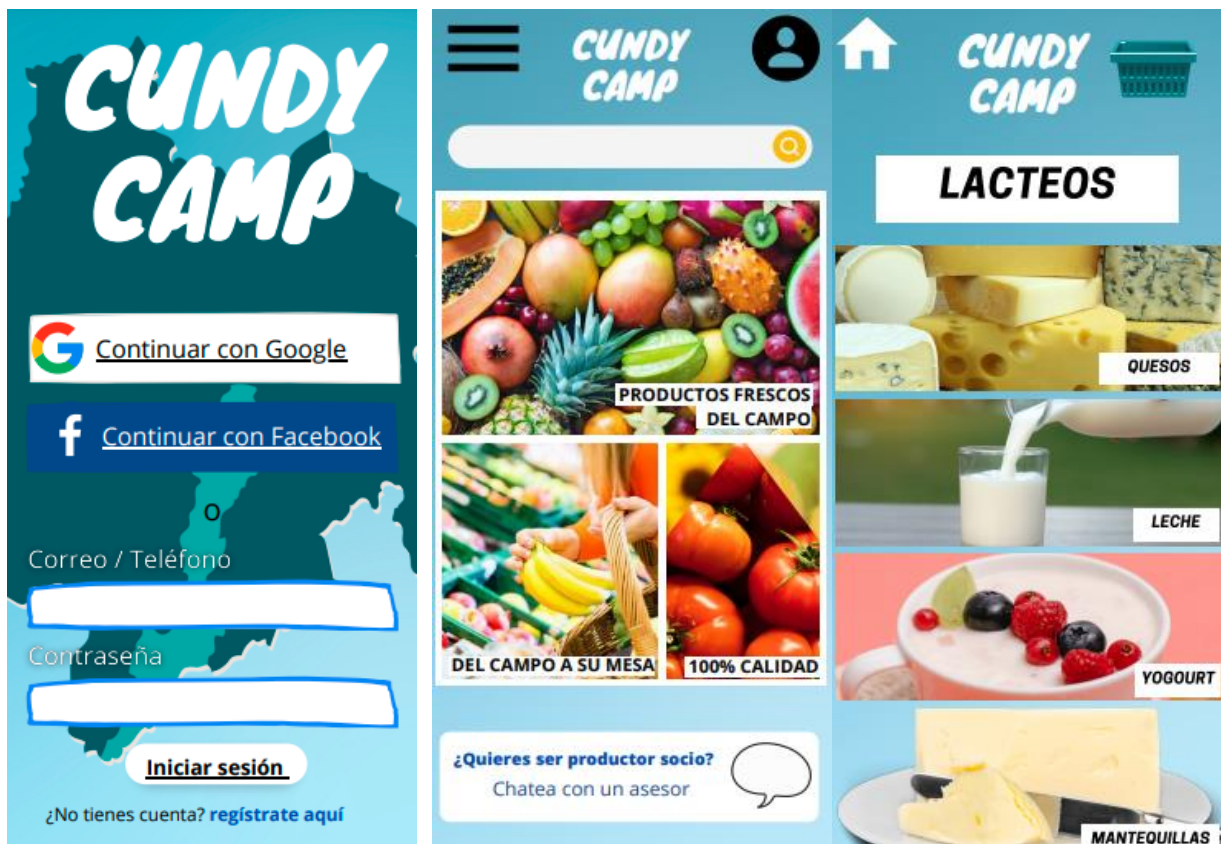 CUNDY
CAMP
Continuar con Google
Continuar con Facebook
o
Correo / Teléfono
Contraseña
Iniciar sesión
¿No tienes cuenta? regístrate aquí
CUNDY
CAMP
PRODUCTOS FRESCOS
DEL CAMPO
DEL CAMPO A SU MESA
100% CALIDAD
¿Quieres ser productor socio?
Chatea con un asesor
CUNDY
CAMP
LACTEOS
QUESOS
LECHE
YOGOURT
MANTEQUILLAS